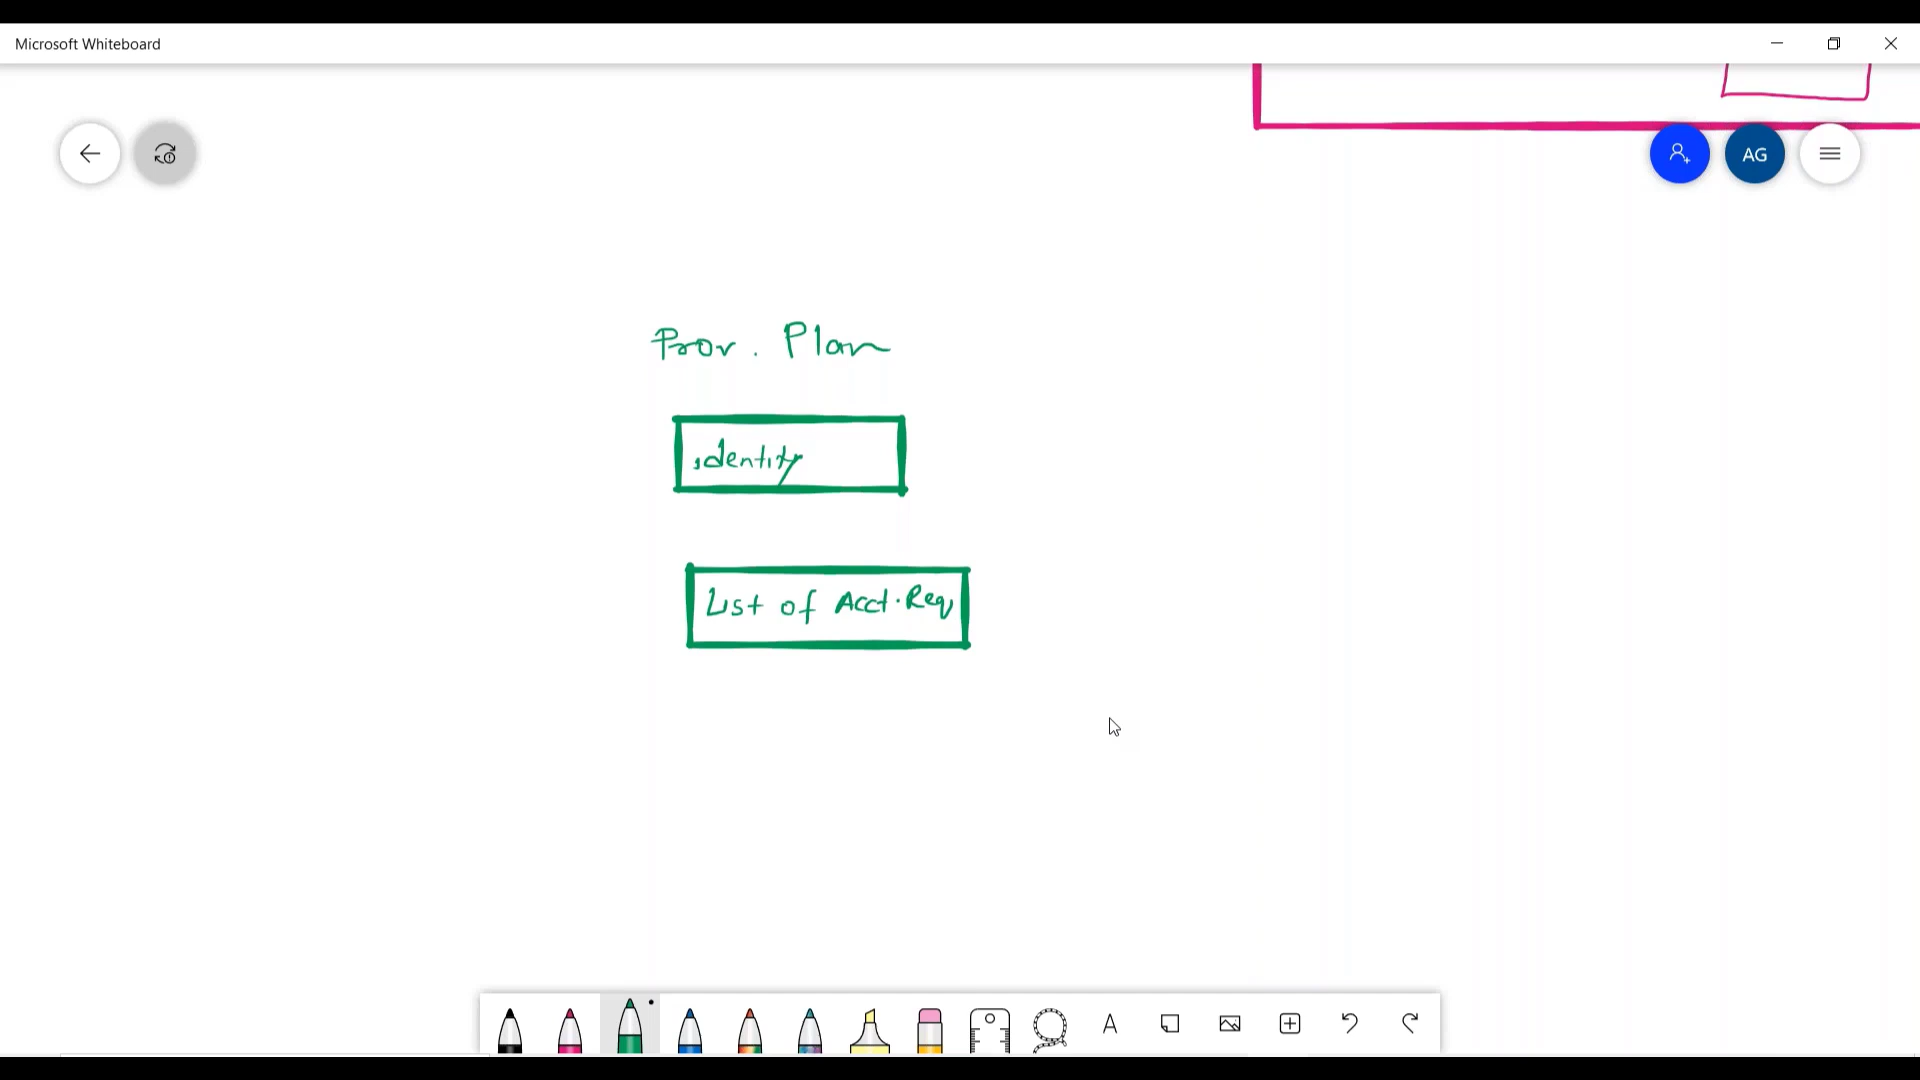 Microsoft Whiteboard
AG
Prov. Plan
identity
List of Acct. Req